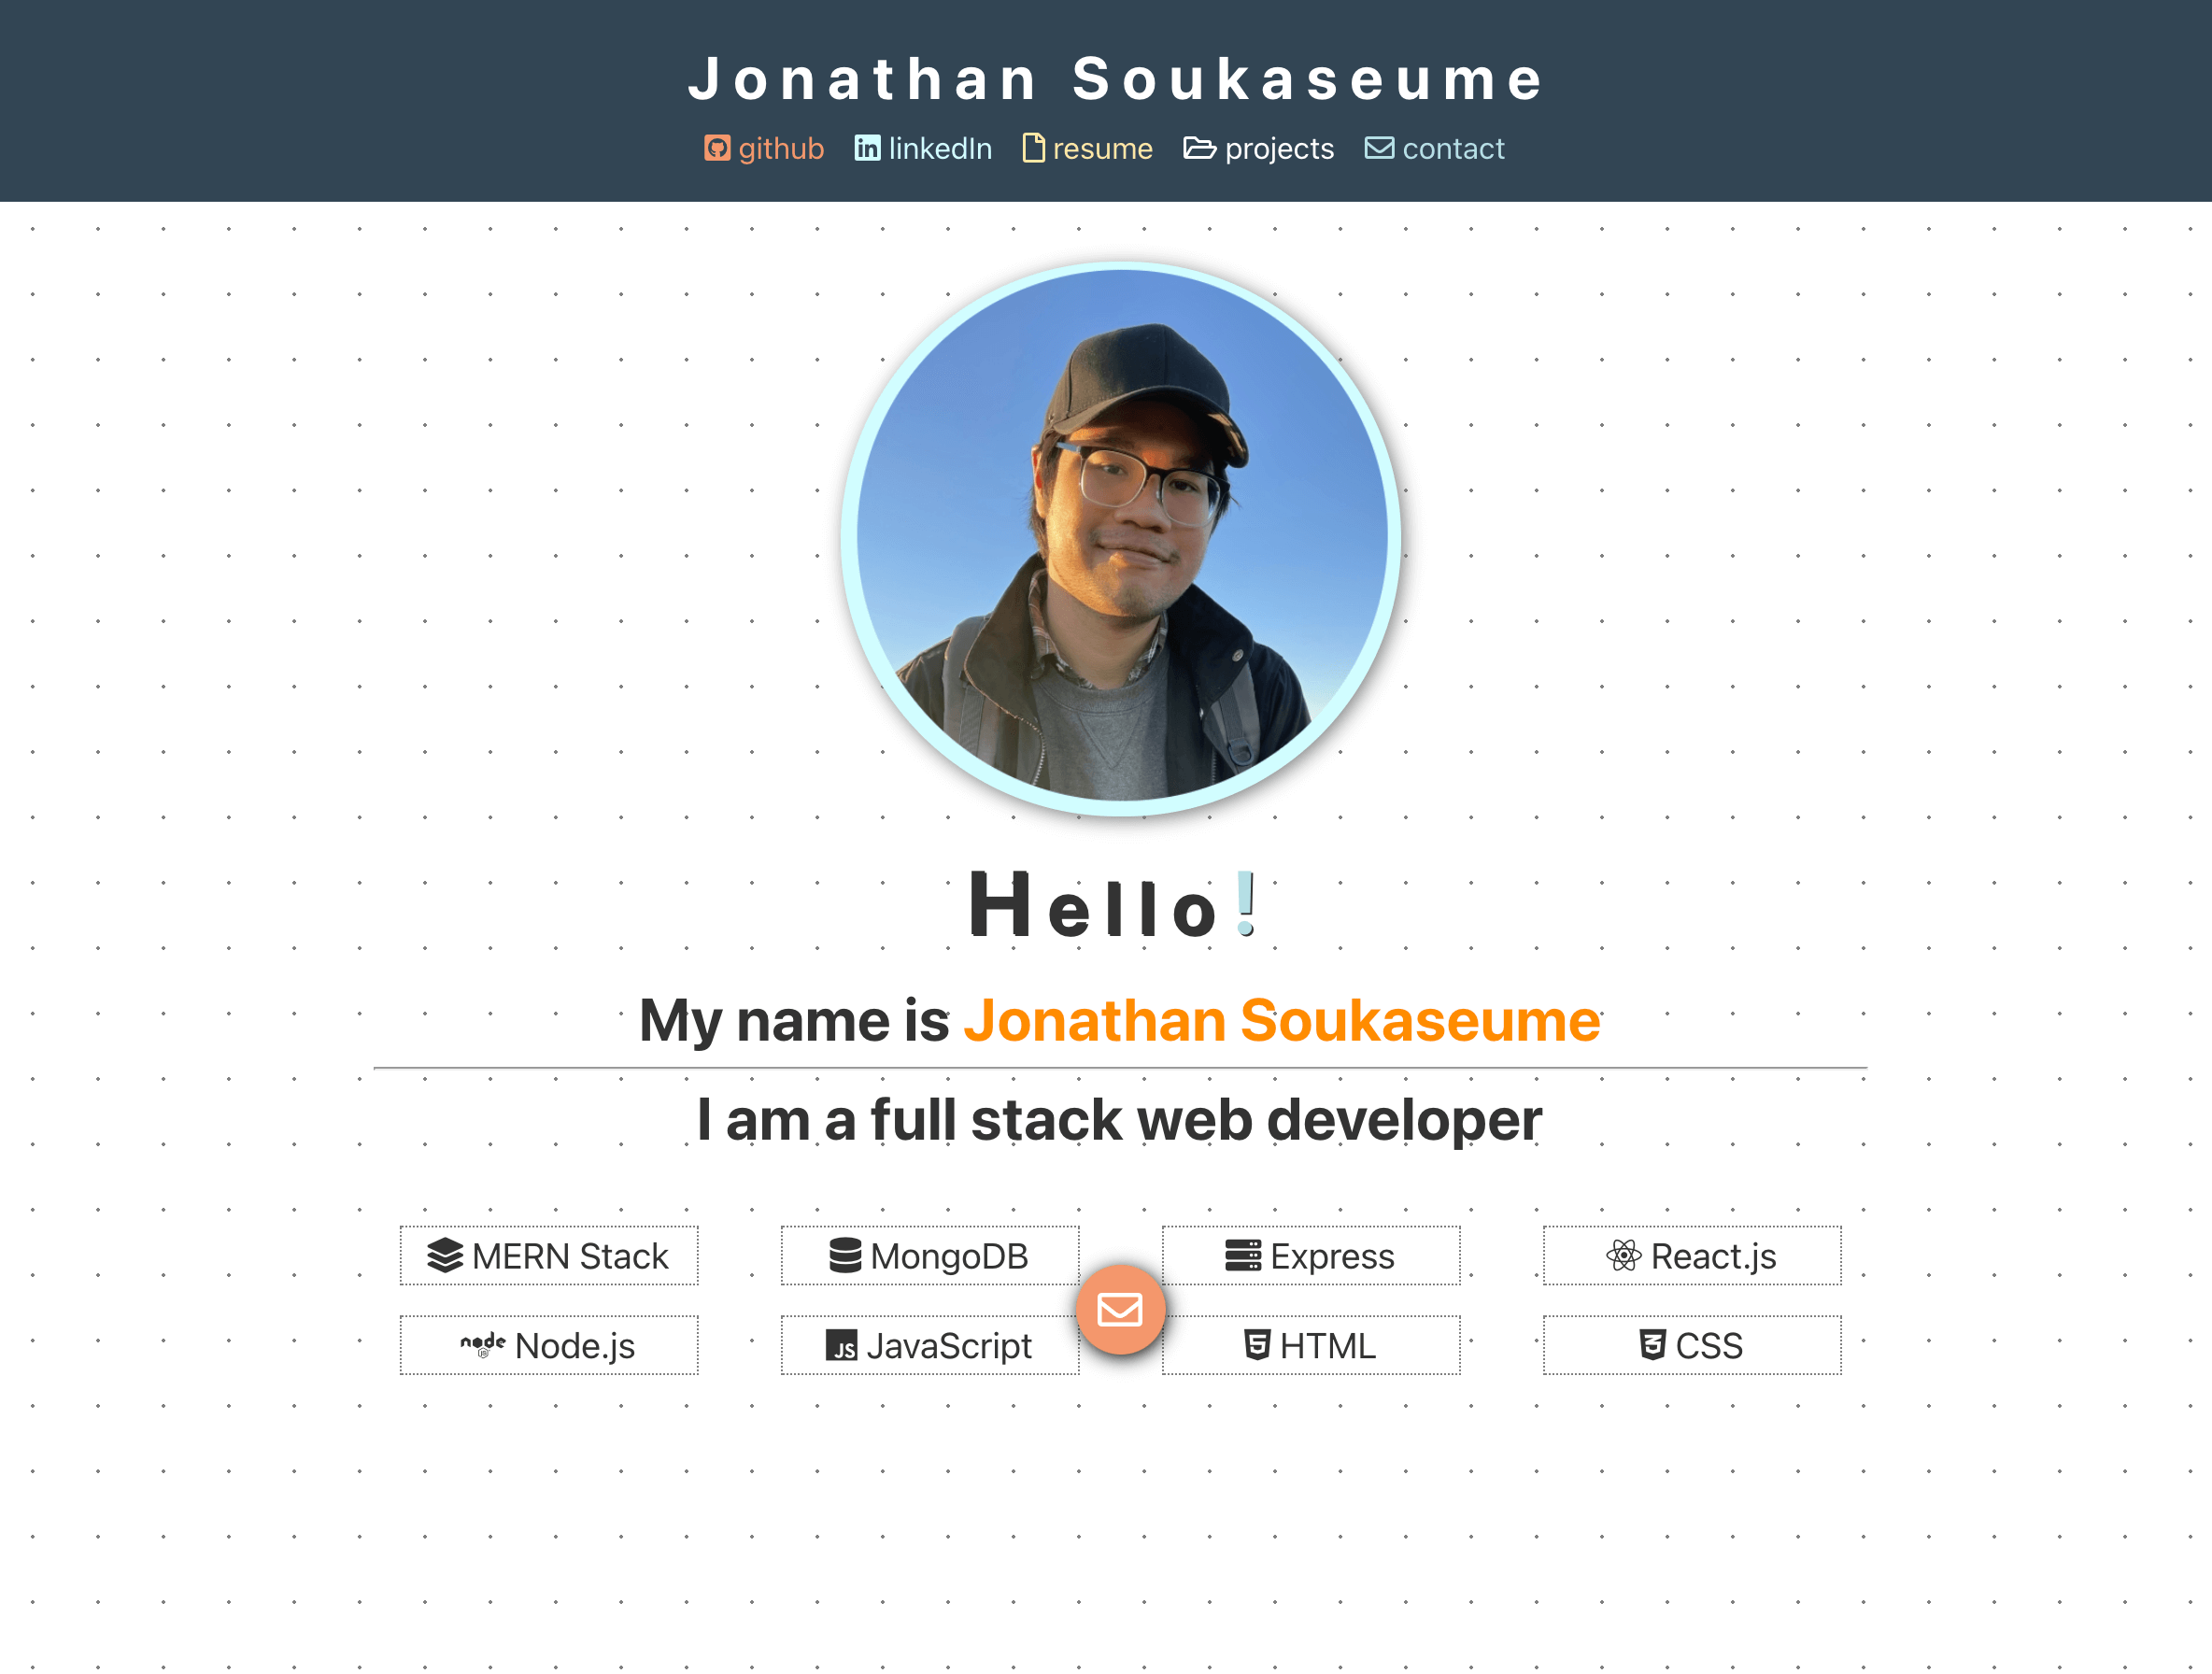 Jonathan Soukaseume
github linkedIn resume projects contact
Hello!
My name is Jonathan Soukaseume
I am a full stack web developer
MERN Stack MongoDB Express React.js
node JS Node.js JS JavaScript HTML CSS